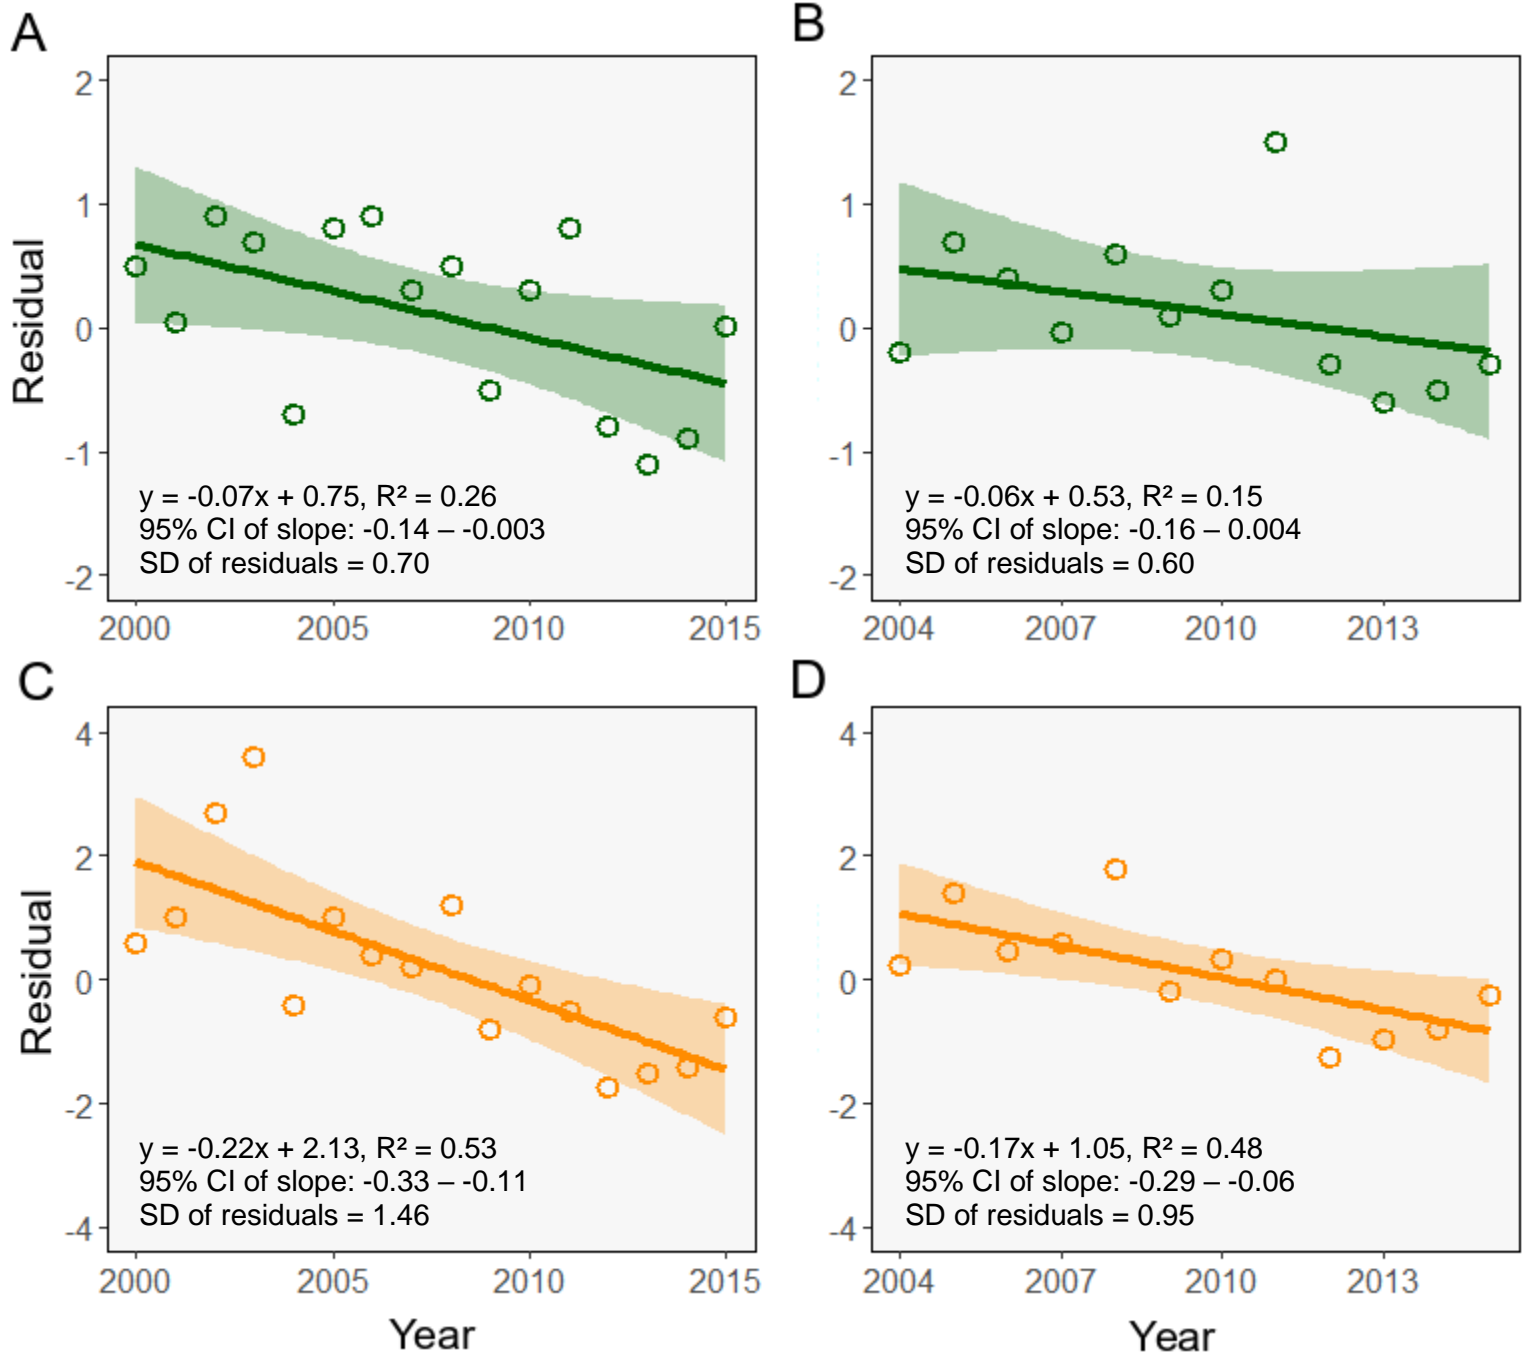 A
2
1
0
-1
-2
Residual
y = -0.07x + 0.75, R² = 0.26
95% CI of slope: -0.14 – -0.003
SD of residuals = 0.70
2000 2005 2010 2015
B
2
1
0
-1
-2
y = -0.06x + 0.53, R² = 0.15
95% CI of slope: -0.16 – 0.004
SD of residuals = 0.60
2004 2007 2010 2013
C
4
2
0
-2
-4
Residual
y = -0.22x + 2.13, R² = 0.53
95% CI of slope: -0.33 – -0.11
SD of residuals = 1.46
2000 2005 2010 2015
Year
D
4
2
0
-2
-4
y = -0.17x + 1.05, R² = 0.48
95% CI of slope: -0.29 – -0.06
SD of residuals = 0.95
2004 2007 2010 2013
Year